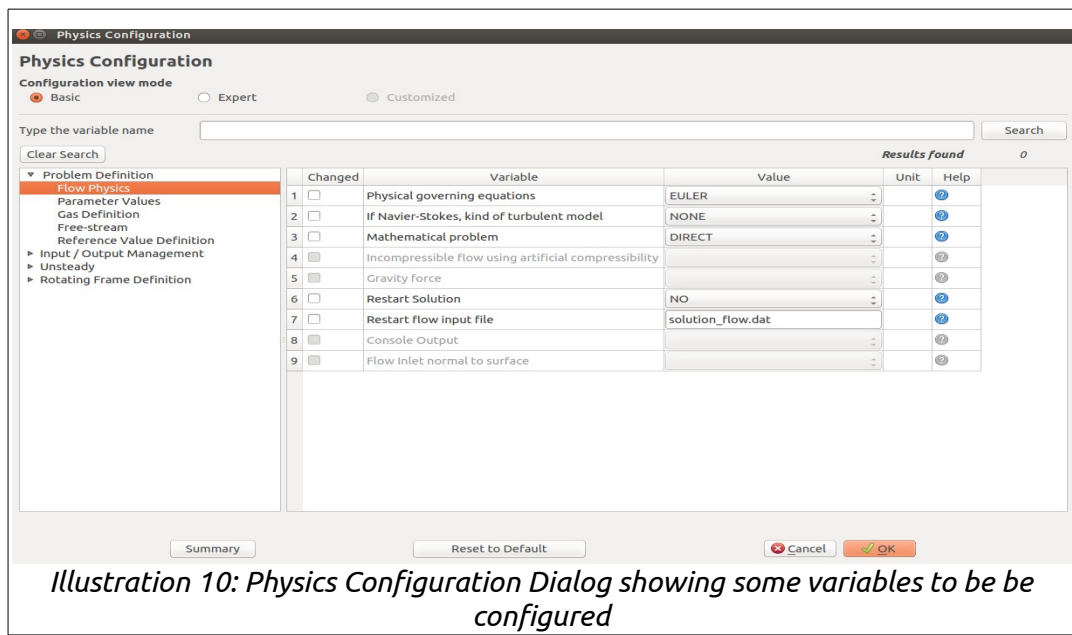 Physics Configuration
Physics Configuration
Configuration view mode
Basic Expert Customized
Type the variable name Search
Clear Search Results found 0
Problem Definition
Flow Physics
Parameter Values
Gas Definition
Free-stream
Reference Value Definition
Input / Output Management
Unsteady
Rotating Frame Definition
Changed Variable Value Unit Help
1 Physical governing equations EULER
2 If Navier-Stokes, kind of turbulent model NONE
3 Mathematical problem DIRECT
4 Incompressible flow using artificial compressibility
5 Gravity force
6 Restart Solution NO
7 Restart flow input file solution_flow.dat
8 Console Output
9 Flow Inlet normal to surface
Summary Reset to Default Cancel OK
Illustration 10: Physics Configuration Dialog showing some variables to be be
configured